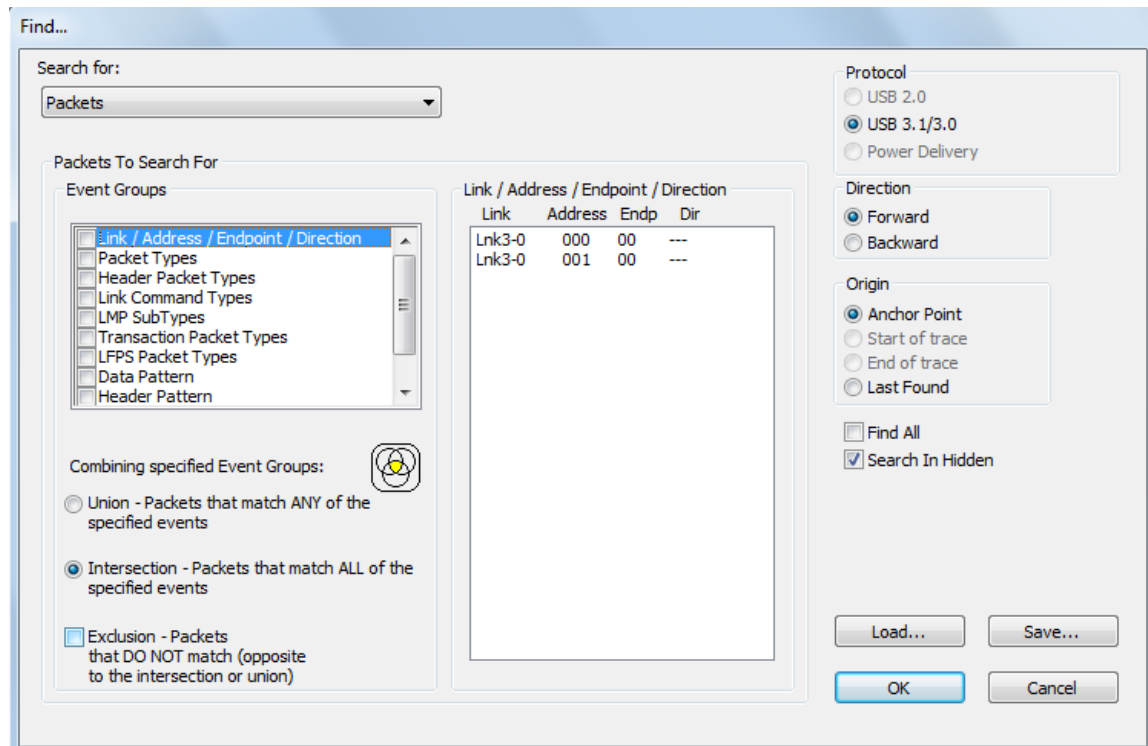 Find...
Search for:
Packets
Packets To Search For
Event Groups
Link / Address / Endpoint / Direction
Packet Types
Header Packet Types
Link Command Types
LMP SubTypes
Transaction Packet Types
LFPS Packet Types
Data Pattern
Header Pattern
Combining specified Event Groups:
Union - Packets that match ANY of the
specified events
Intersection - Packets that match ALL of the
specified events
Exclusion - Packets
that DO NOT match (opposite
to the intersection or union)
Link / Address / Endpoint / Direction
Link Address Endp Dir
Lnk3-0 000 00 ---
Lnk3-0 001 00 ---
Protocol
USB 2.0
USB 3.1/3.0
Power Delivery
Direction
Forward
Backward
Origin
Anchor Point
Start of trace
End of trace
Last Found
Find All
Search In Hidden
Load... Save...
OK Cancel